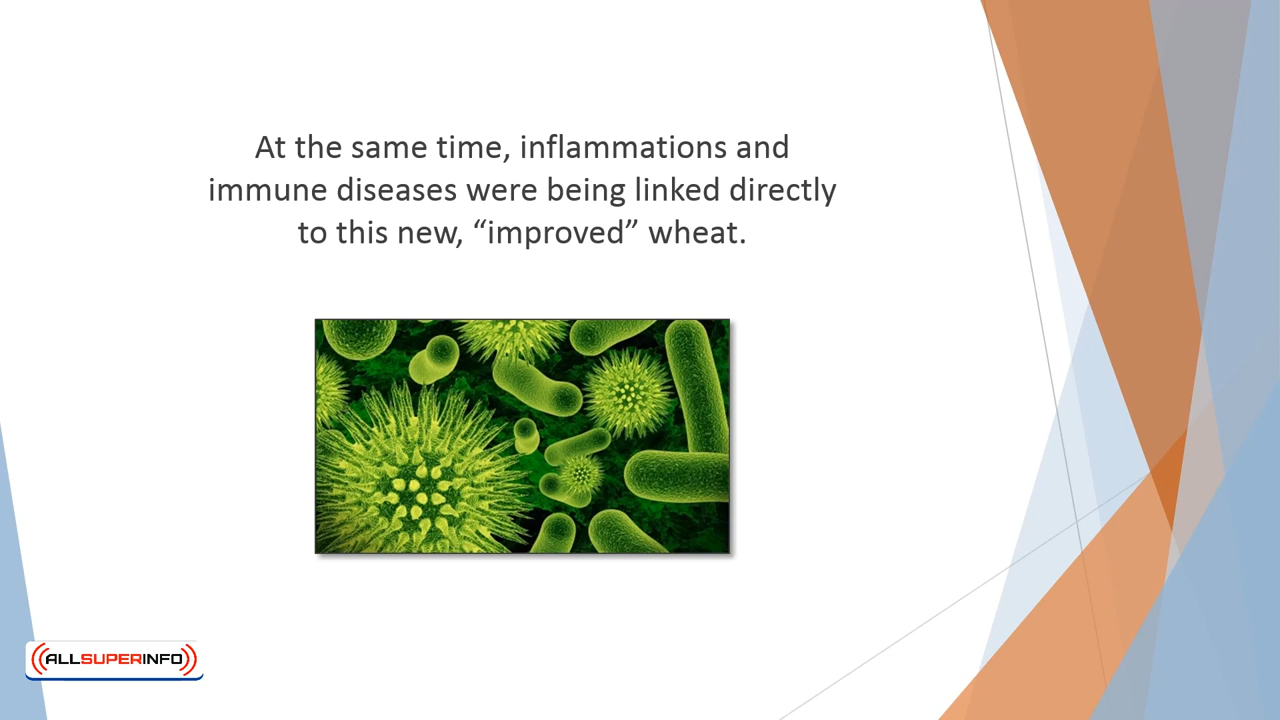 At the same time, inflammations and
immune diseases were being linked directly
to this new, “improved” wheat.
ALLSUPERINFO